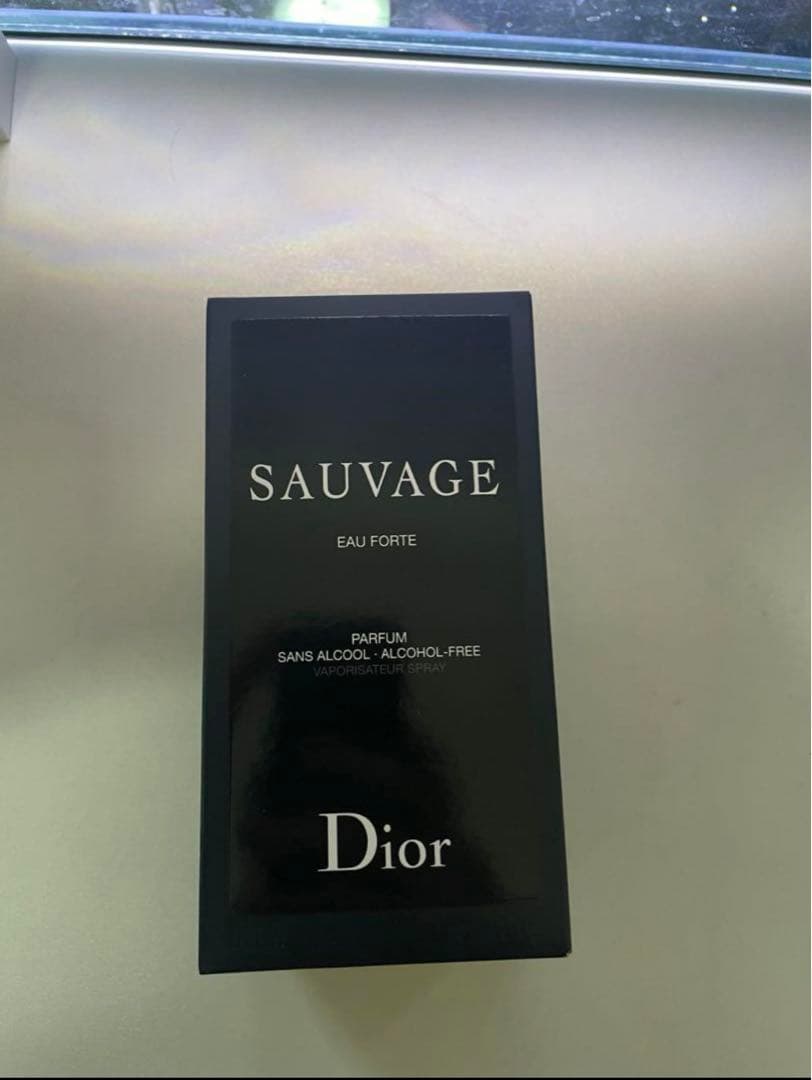 SAUVAGE
EAU FORTE
PARFUM
SANS ALCOOL · ALCOHOL-FREE
VAPORISATEUR SPRAY
Dior